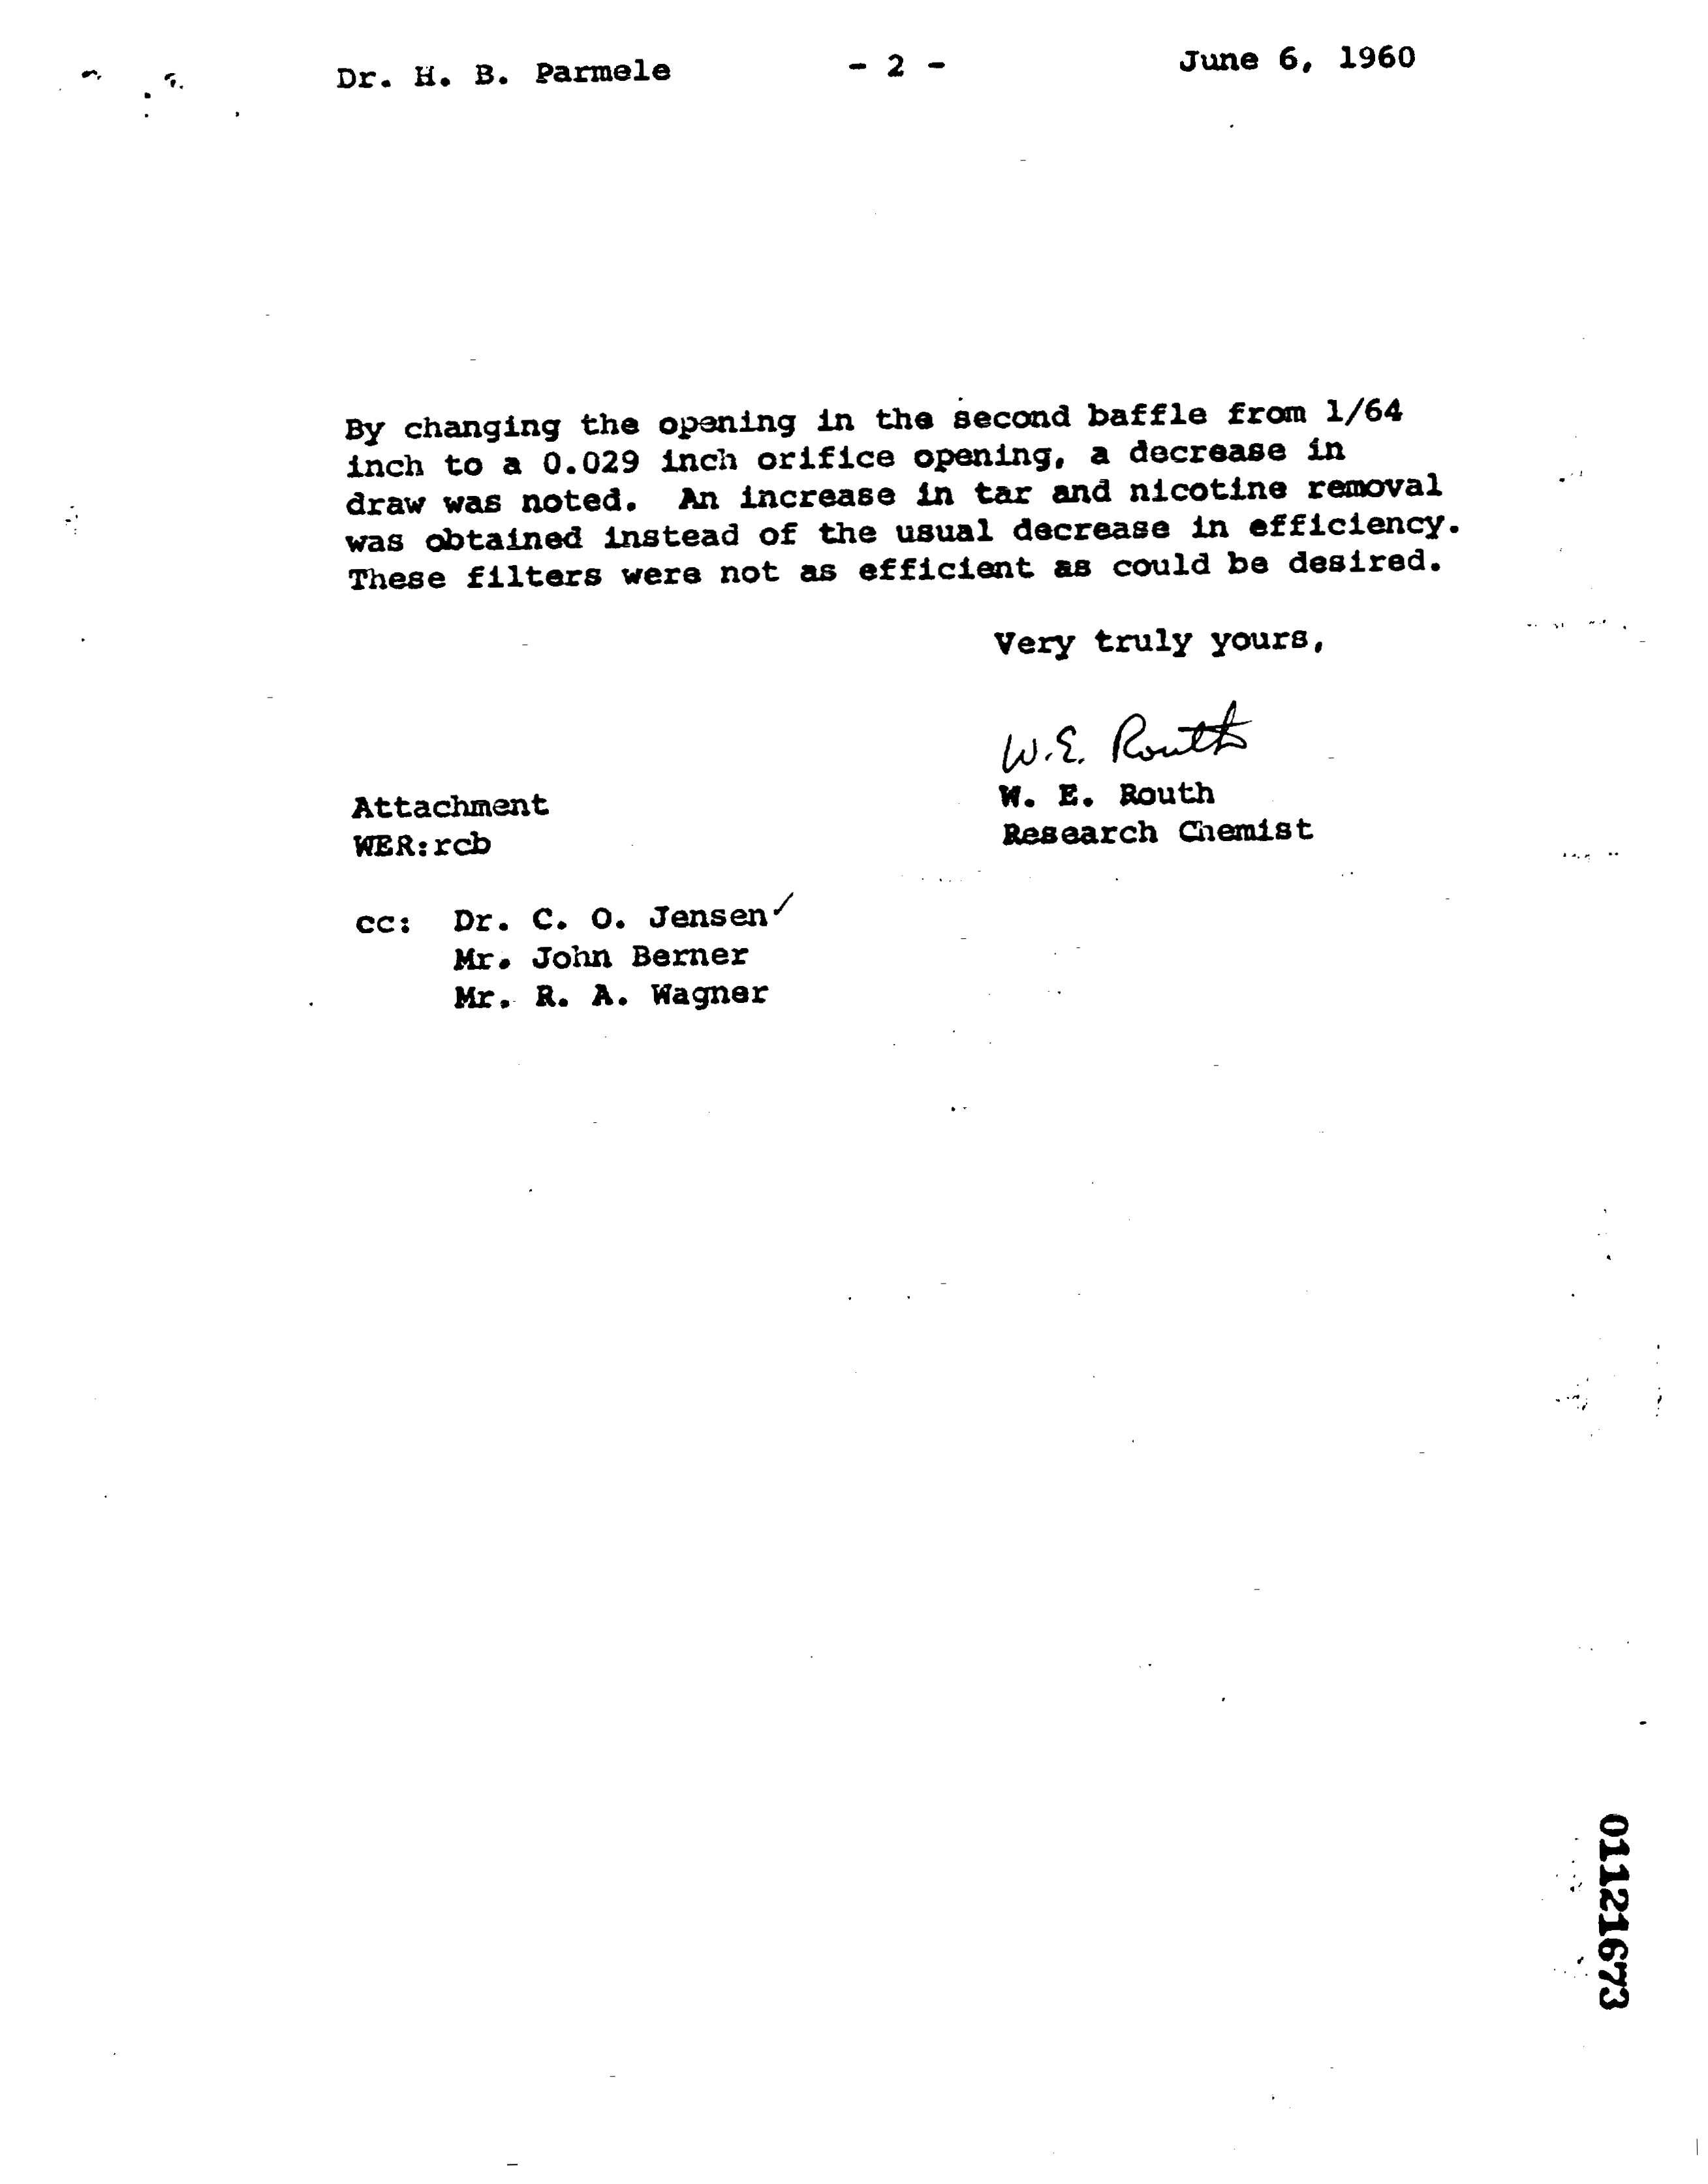 Dr. H. B. Parmele - 2 - June 6, 1960
By changing the opening in the second baffle from 1/64
inch to a 0.029 inch orifice opening, a decrease in
draw was noted. An increase in tar and nicotine removal
was obtained instead of the usual decrease in efficiency.
These filters were not as efficient as could be desired.
Very truly yours,
W. E. Routh
W. E. Routh
Research Chemist
Attachment
WER:rcb
cc: Dr. C. O. Jensen ✓
Mr. John Berner
Mr. R. A. Wagner
01121673